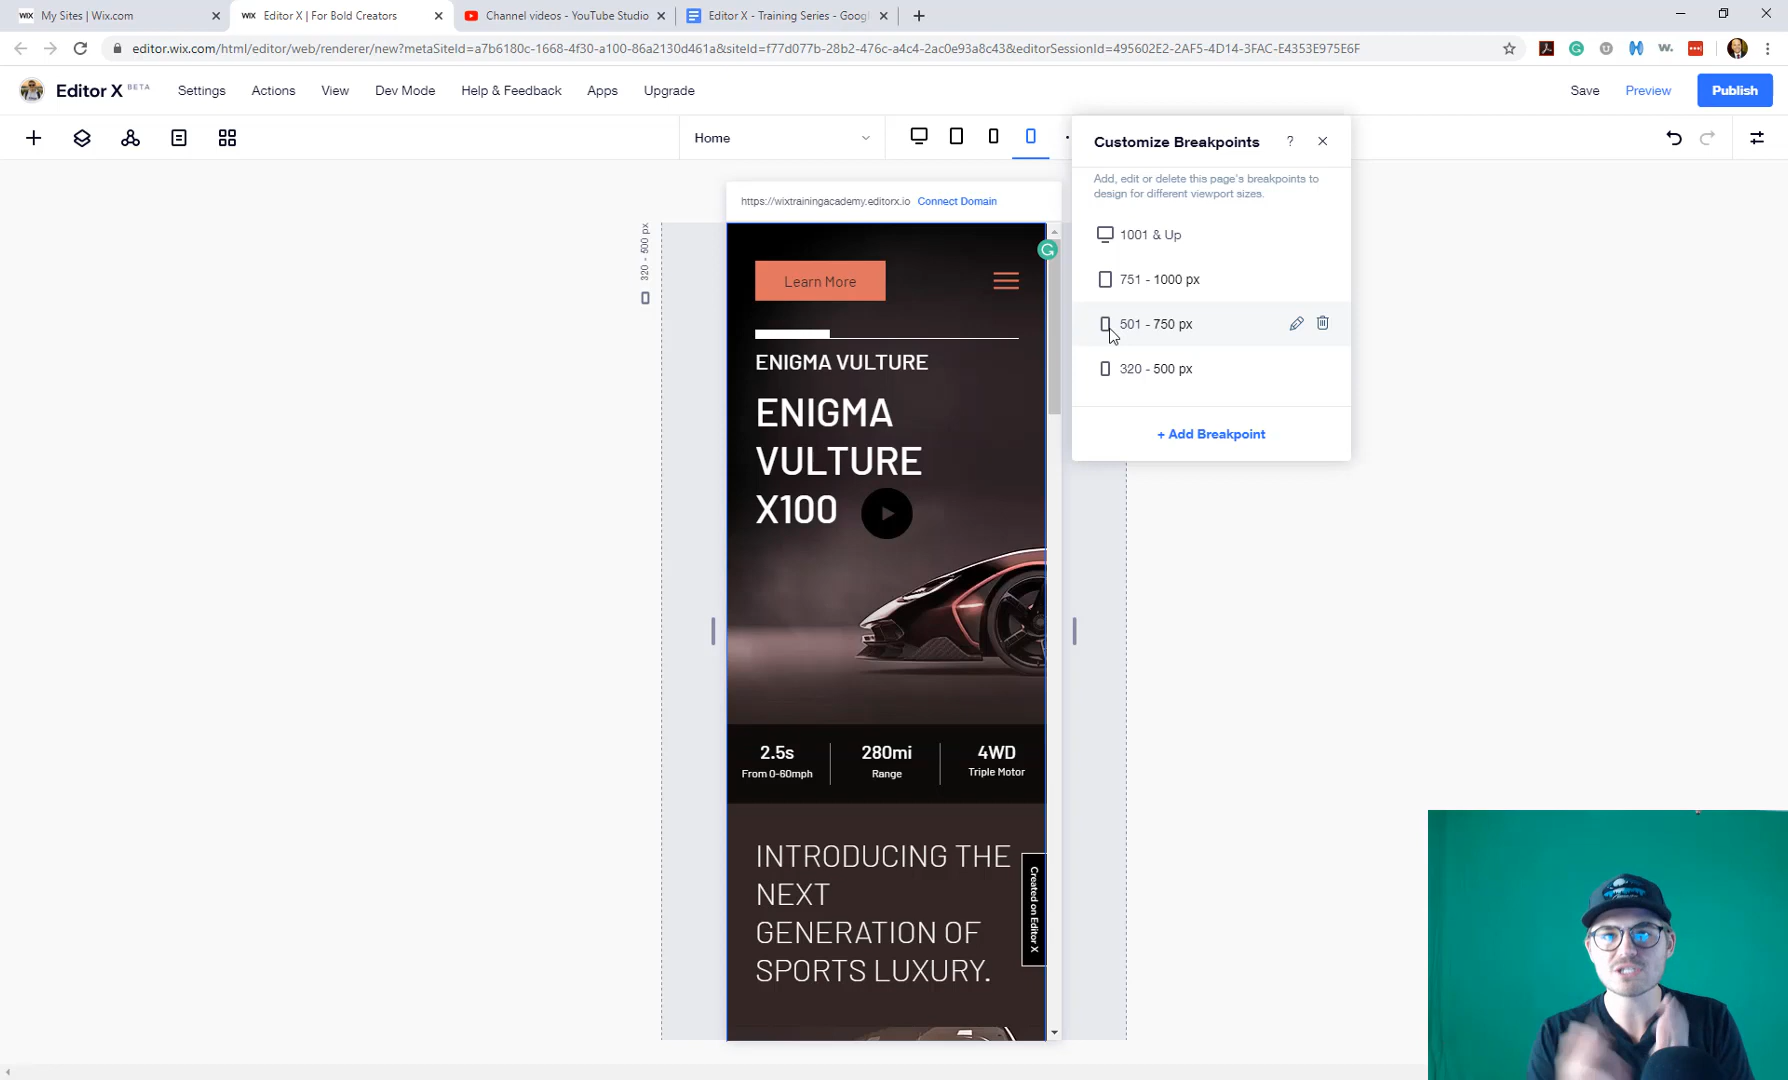 WIX My Sites | Wix.com
WIX Editor X | For Bold Creators
Channel videos - YouTube Studio
Editor X - Training Series - Goog
editor.wix.com/html/editor/web/renderer/new?metaSiteId=a7b6180c-1668-4f30-a100-86a2130d461a&siteId=f77d077b-28b2-476c-a4c4-2ac0e93a8c43&editorSessionId=495602E2-2AF5-4D14-3FAC-E4353E975E6F
Editor X BETA
Settings
Actions
View
Dev Mode
Help & Feedback
Apps
Upgrade
Save
Preview
Publish
Home
Customize Breakpoints ?
Add, edit or delete this page's breakpoints to
design for different viewport sizes.
1001 & Up
751 - 1000 px
501 - 750 px
320 - 500 px
+ Add Breakpoint
https://wixtrainingacademy.editorx.io Connect Domain
320 - 500 px
Learn More
ENIGMA VULTURE
ENIGMA
VULTURE
X100
2.5s
From 0-60mph
280mi
Range
4WD
Triple Motor
INTRODUCING THE
NEXT
GENERATION OF
SPORTS LUXURY.
Created on Editor X